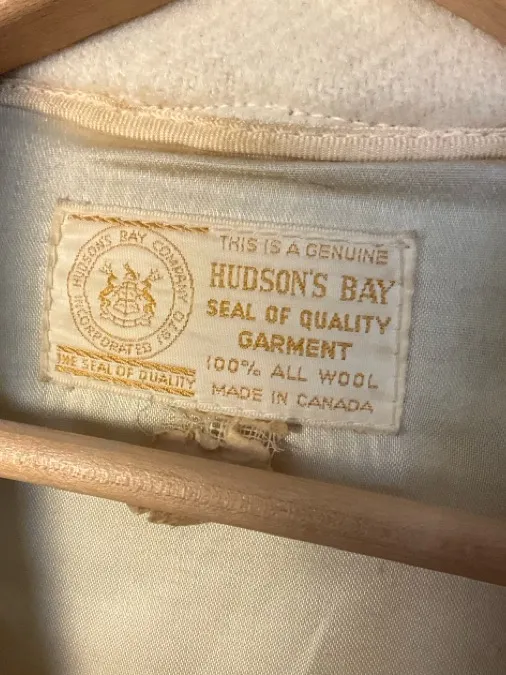 HUDSON'S BAY COMPANY
INCORPORATED 1670
THE SEAL OF QUALITY
THIS IS A GENUINE
HUDSON'S BAY
SEAL OF QUALITY
GARMENT
100% ALL WOOL
MADE IN CANADA